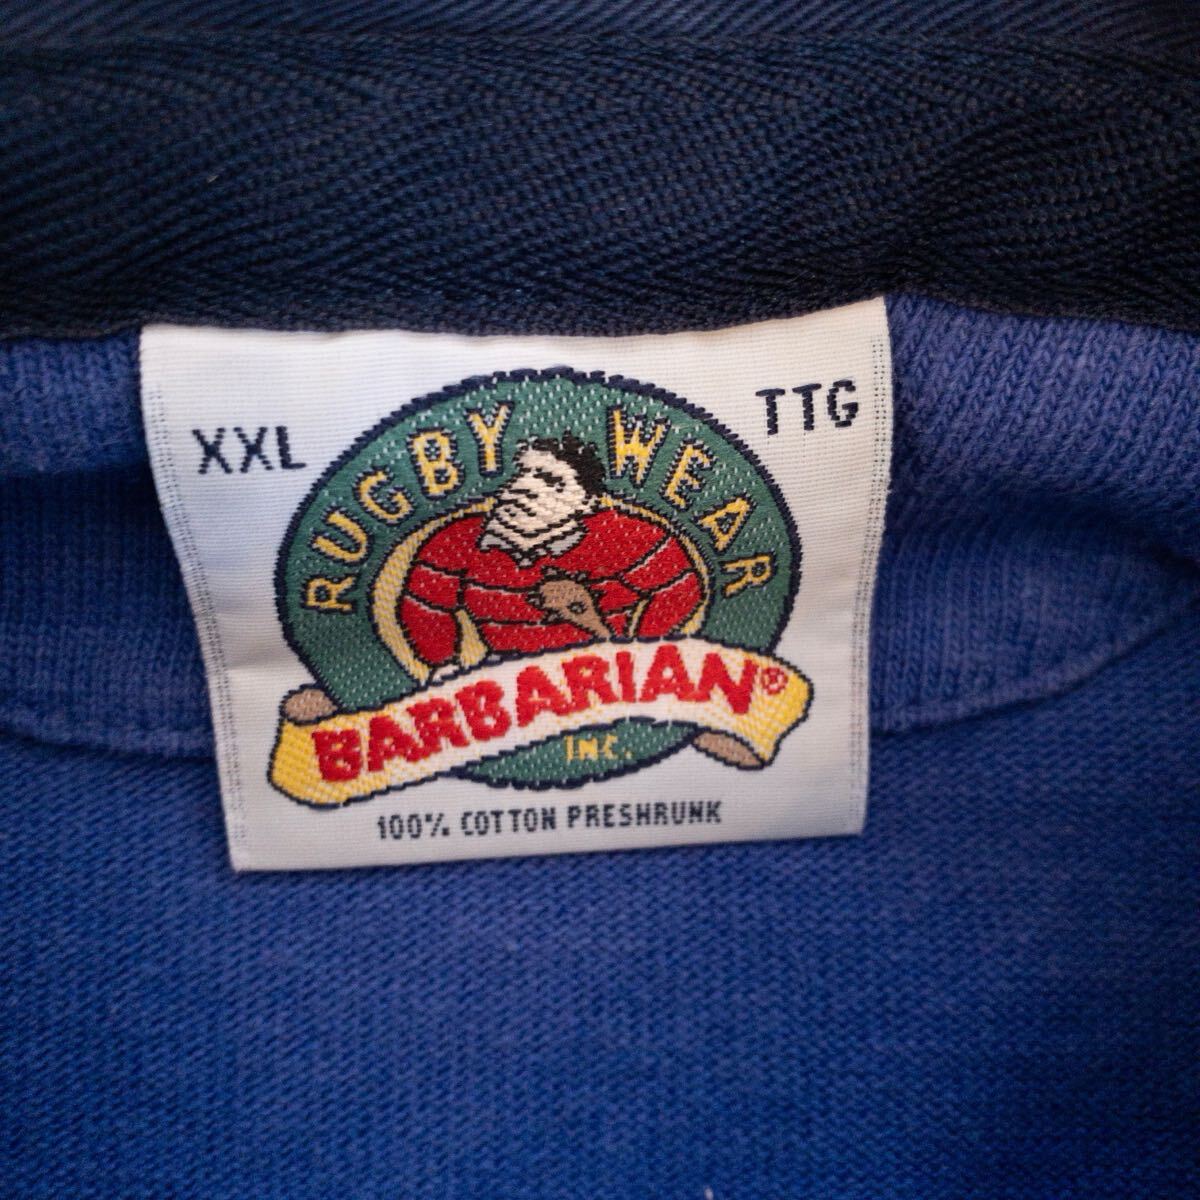 XXL
TTG
RUGBY WEAR
BARBARIAN®
INC.
100% COTTON PRESHRUNK